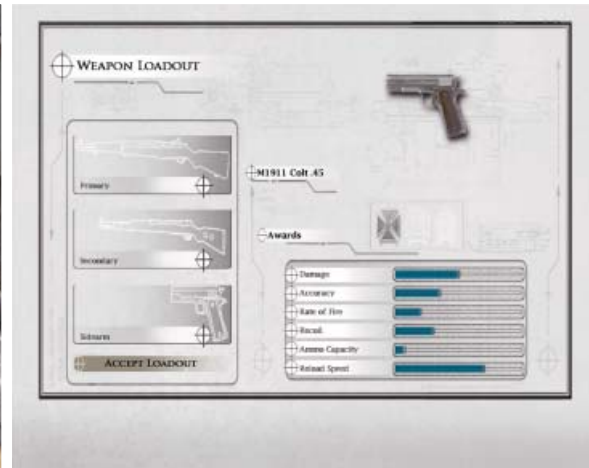 WEAPON LOADOUT
Primary
Secondary
Sidearm
ACCEPT LOADOUT
M1911 Colt .45
Awards
Damage
Accuracy
Rate of Fire
Recoil
Ammo Capacity
Reload Speed